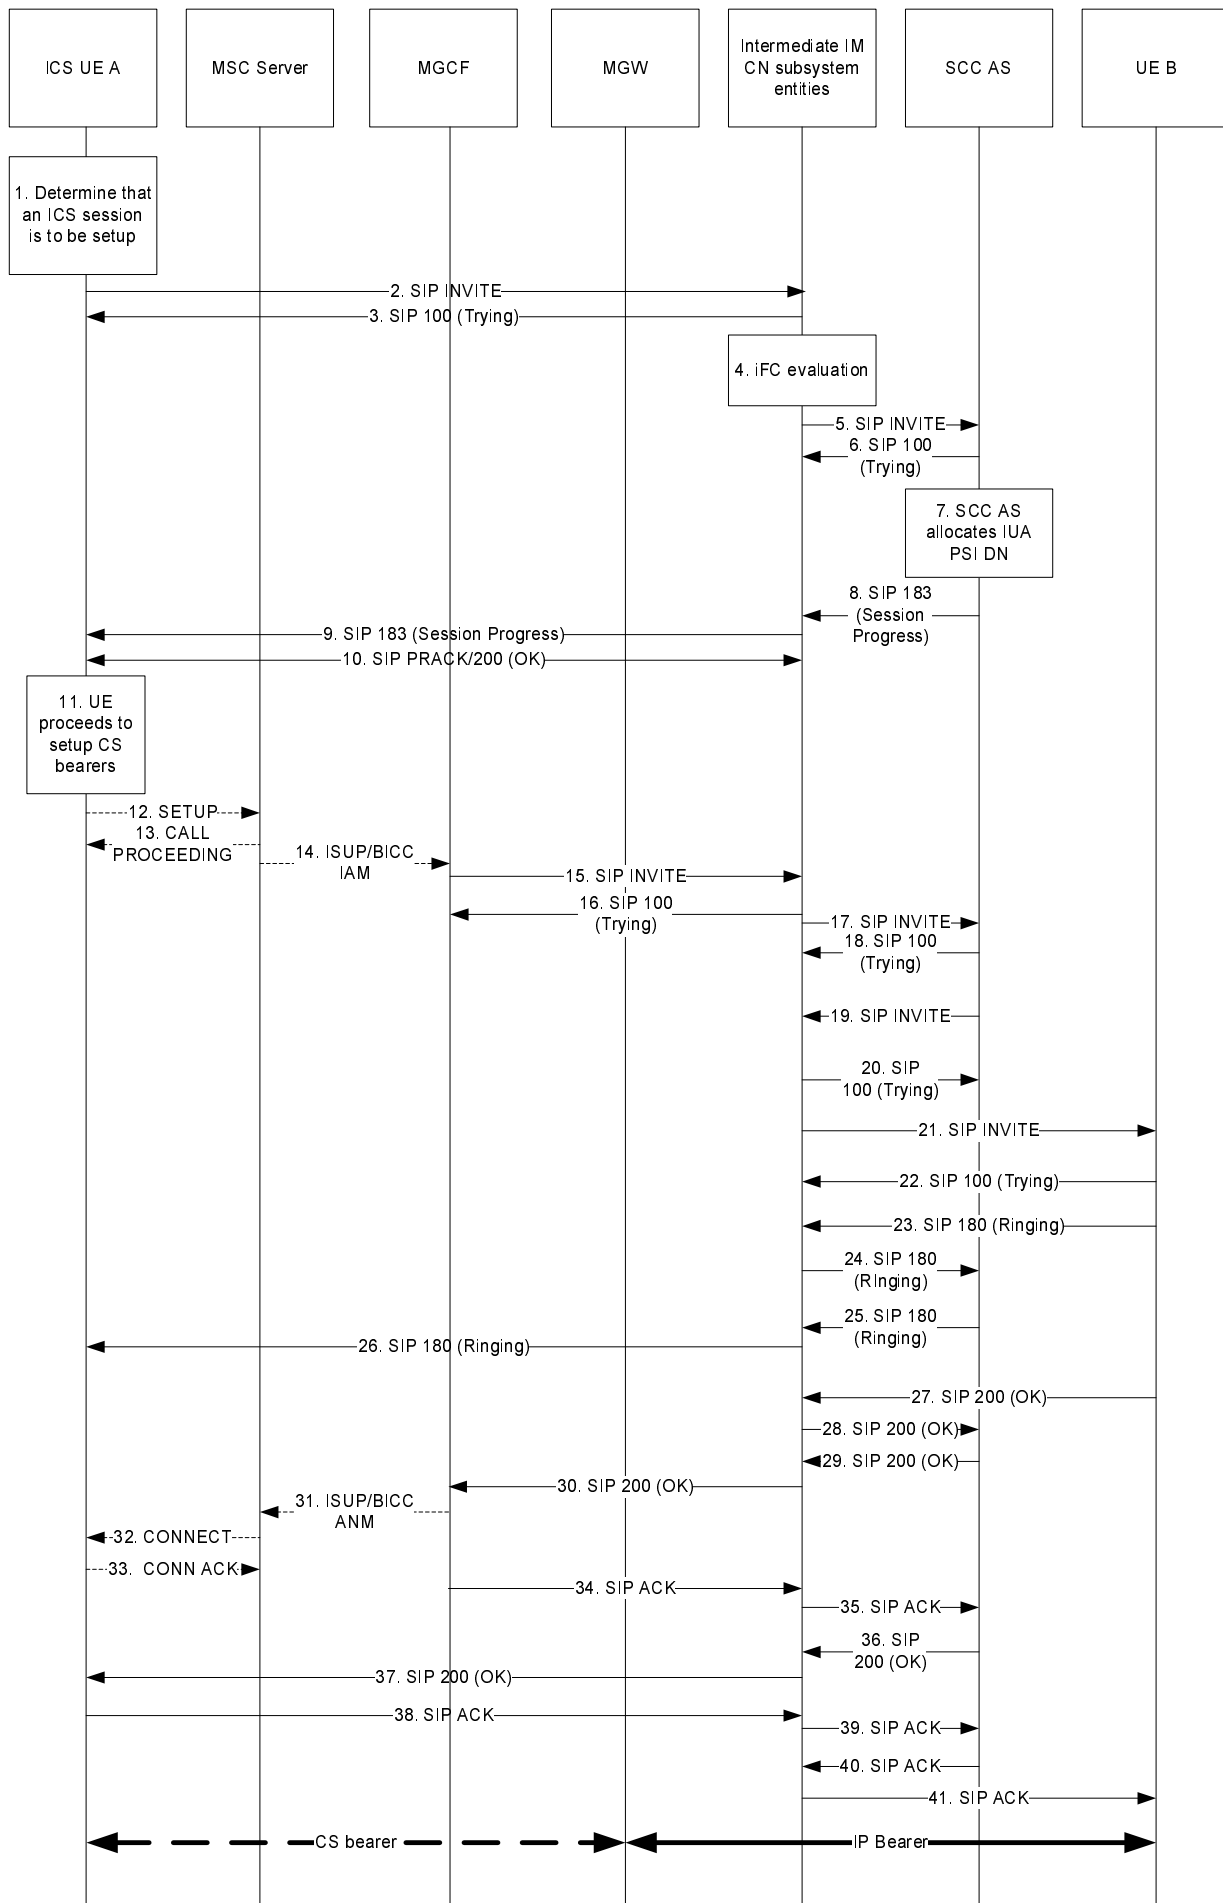 ICS UE A
MSC Server
MGCF
MGW
Intermediate IM
CN subsystem
entities
SCC AS
UE B
1. Determine that
an ICS session
is to be setup
2. SIP INVITE
3. SIP 100 (Trying)
4. iFC evaluation
5. SIP INVITE
6. SIP 100
(Trying)
7. SCC AS
allocates IUA
PSI DN
8. SIP 183
(Session
Progress)
9. SIP 183 (Session Progress)
10. SIP PRACK/200 (OK)
11. UE
proceeds to
setup CS
bearers
12. SETUP
13. CALL
PROCEEDING
14. ISUP/BICC
IAM
15. SIP INVITE
16. SIP 100
(Trying)
17. SIP INVITE
18. SIP 100
(Trying)
19. SIP INVITE
20. SIP
100 (Trying)
21. SIP INVITE
22. SIP 100 (Trying)
23. SIP 180 (Ringing)
24. SIP 180
(RInging)
25. SIP 180
(Ringing)
26. SIP 180 (Ringing)
27. SIP 200 (OK)
28. SIP 200 (OK)
29. SIP 200 (OK)
30. SIP 200 (OK)
31. ISUP/BICC
ANM
32. CONNECT
33. CONN ACK
34. SIP ACK
35. SIP ACK
36. SIP
200 (OK)
37. SIP 200 (OK)
38. SIP ACK
39. SIP ACK
40. SIP ACK
41. SIP ACK
CS bearer
IP Bearer